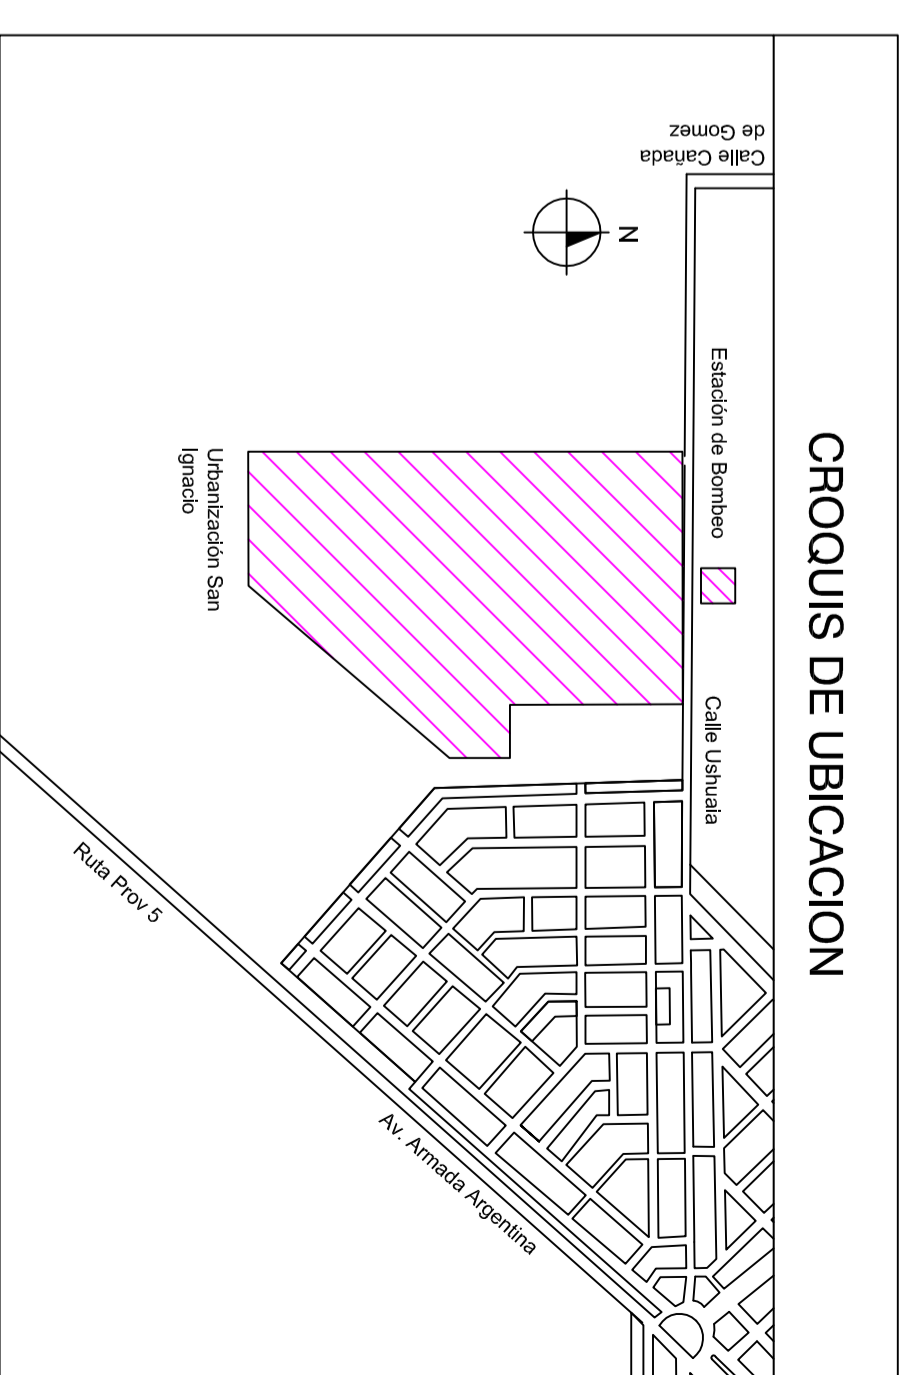 CROQUIS DE UBICACION
Calle Cañada
de Gomez
N
Estación de Bombeo
Calle Ushuaia
Urbanización San
Ignacio
Ruta Prov 5
Av. Armada Argentina